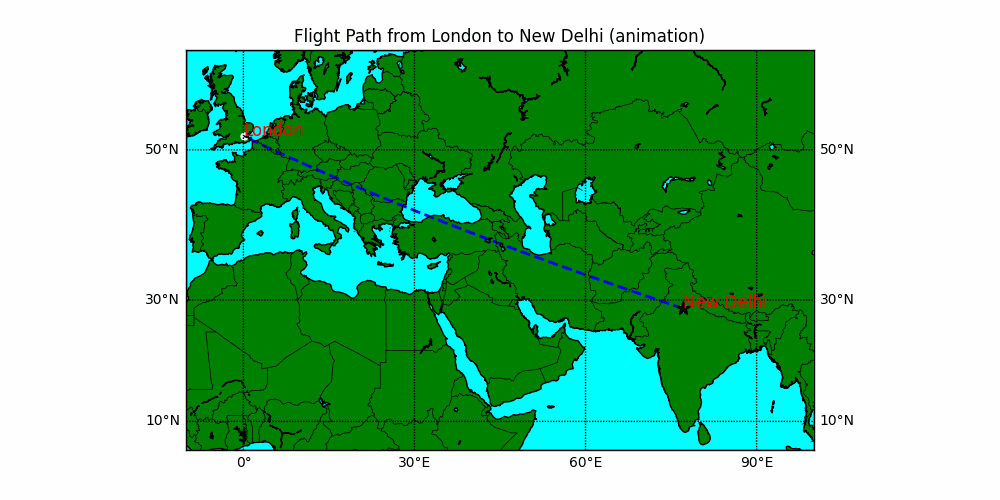 Flight Path from London to New Delhi (animation)
London
50°N
50°N
New Delhi
30°N
30°N
10°N
10°N
0°
30°E
60°E
90°E